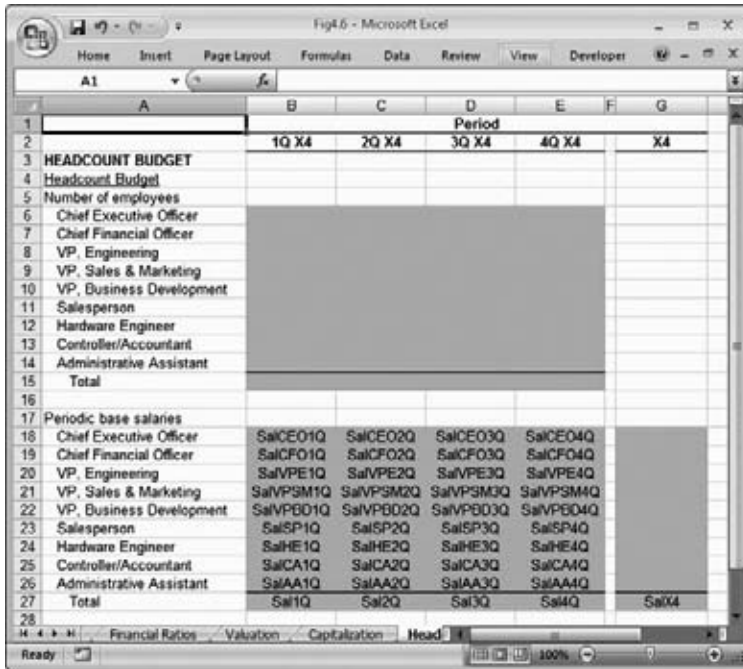 Fig4.6 - Microsoft Excel
Home Insert Page Layout Formulas Data Review View Developer
A1 fx
A B C D E F G
1 Period
2 1Q X4 2Q X4 3Q X4 4Q X4 X4
3 HEADCOUNT BUDGET
4 Headcount Budget
5 Number of employees
6 Chief Executive Officer
7 Chief Financial Officer
8 VP, Engineering
9 VP, Sales & Marketing
10 VP, Business Development
11 Salesperson
12 Hardware Engineer
13 Controller/Accountant
14 Administrative Assistant
15 Total
16
17 Periodic base salaries
18 Chief Executive Officer SalCEO1Q SalCEO2Q SalCEO3Q SalCEO4Q
19 Chief Financial Officer SalCFO1Q SalCFO2Q SalCFO3Q SalCFO4Q
20 VP, Engineering SalVPE1Q SalVPE2Q SalVPE3Q SalVPE4Q
21 VP, Sales & Marketing SalVPSM1Q SalVPSM2Q SalVPSM3Q SalVPSM4Q
22 VP, Business Development SalVPBD1Q SalVPBD2Q SalVPBD3Q SalVPBD4Q
23 Salesperson SalSP1Q SalSP2Q SalSP3Q SalSP4Q
24 Hardware Engineer SalHE1Q SalHE2Q SalHE3Q SalHE4Q
25 Controller/Accountant SalCA1Q SalCA2Q SalCA3Q SalCA4Q
26 Administrative Assistant SalAA1Q SalAA2Q SalAA3Q SalAA4Q
27 Total Sal1Q Sal2Q Sal3Q Sal4Q SalX4
28
Financial Ratios Valuation Capitalization Head
Ready 100%